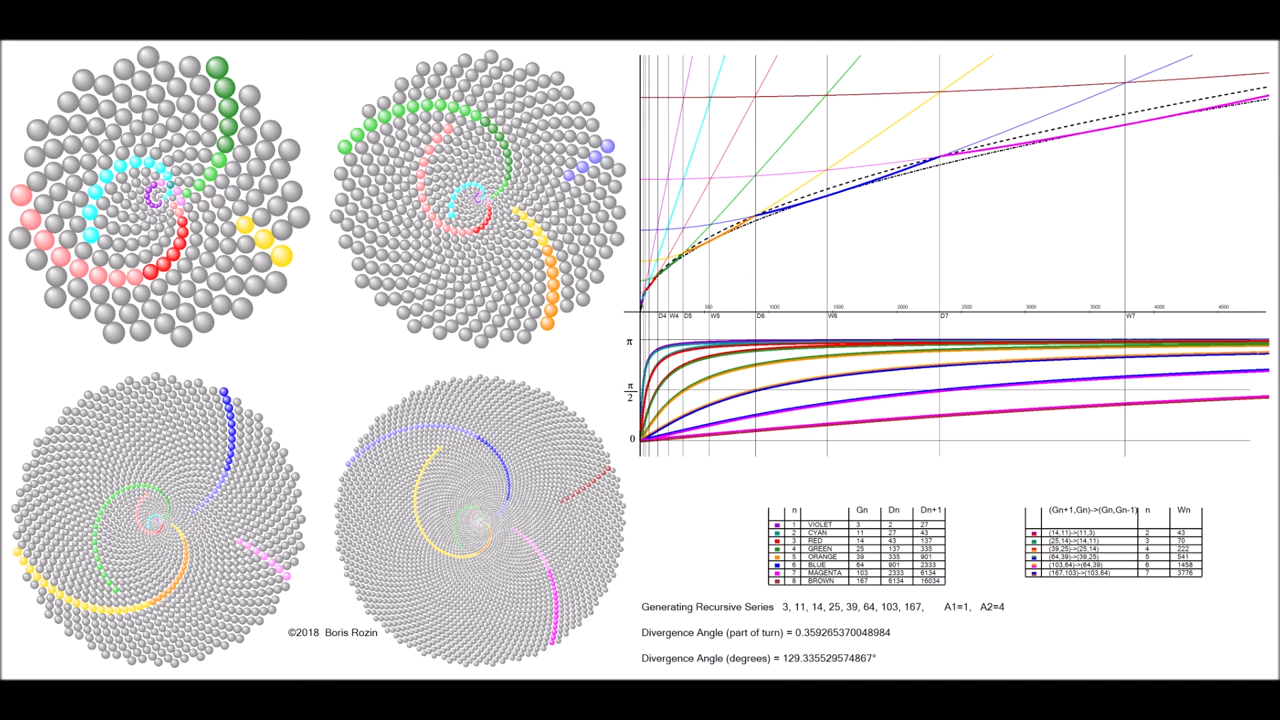 500 1000 1500 2000 2500 3000 3500 4000 4500
D4 W4 D5 W5 D6 W6 D7 W7
π
π
2
0
n Gn Dn Dn+1
1 VIOLET 3 2 27
2 CYAN 11 27 43
3 RED 14 43 137
4 GREEN 25 137 335
5 ORANGE 39 335 901
6 BLUE 64 901 2333
7 MAGENTA 103 2333 6134
8 BROWN 167 6134 16034
(Gn+1,Gn)->(Gn,Gn-1) n Wn
(14,11)->(11,3) 2 43
(25,14)->(14,11) 3 70
(39,25)->(25,14) 4 222
(64,39)->(39,25) 5 541
(103,64)->(64,39) 6 1458
(167,103)->(103,64) 7 3776
Generating Recursive Series 3, 11, 14, 25, 39, 64, 103, 167, A1=1, A2=4
©2018 Boris Rozin
Divergence Angle (part of turn) = 0.359265370048984
Divergence Angle (degrees) = 129.335529574867°